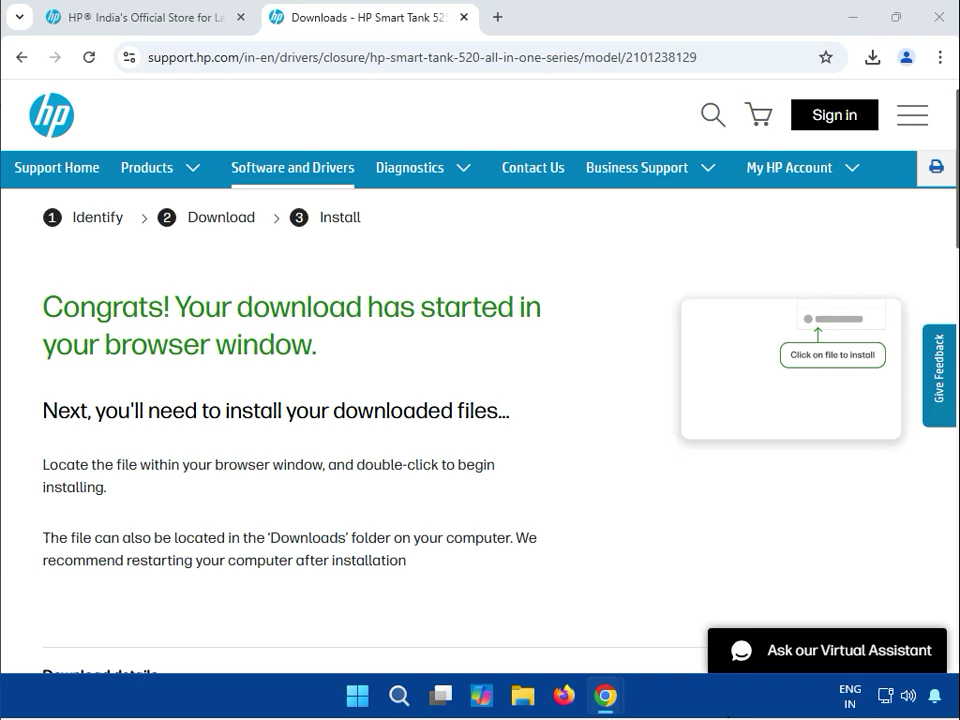 HP® India's Official Store for La
Downloads - HP Smart Tank 52
support.hp.com/in-en/drivers/closure/hp-smart-tank-520-all-in-one-series/model/2101238129
hp
Sign in
Support Home Products Software and Drivers Diagnostics Contact Us Business Support My HP Account
1 Identify 2 Download 3 Install
Congrats! Your download has started in
your browser window.
Click on file to install
Give Feedback
Next, you'll need to install your downloaded files...
Locate the file within your browser window, and double-click to begin
installing.
The file can also be located in the ‘Downloads’ folder on your computer. We
recommend restarting your computer after installation
Ask our Virtual Assistant
Download details
ENG
IN